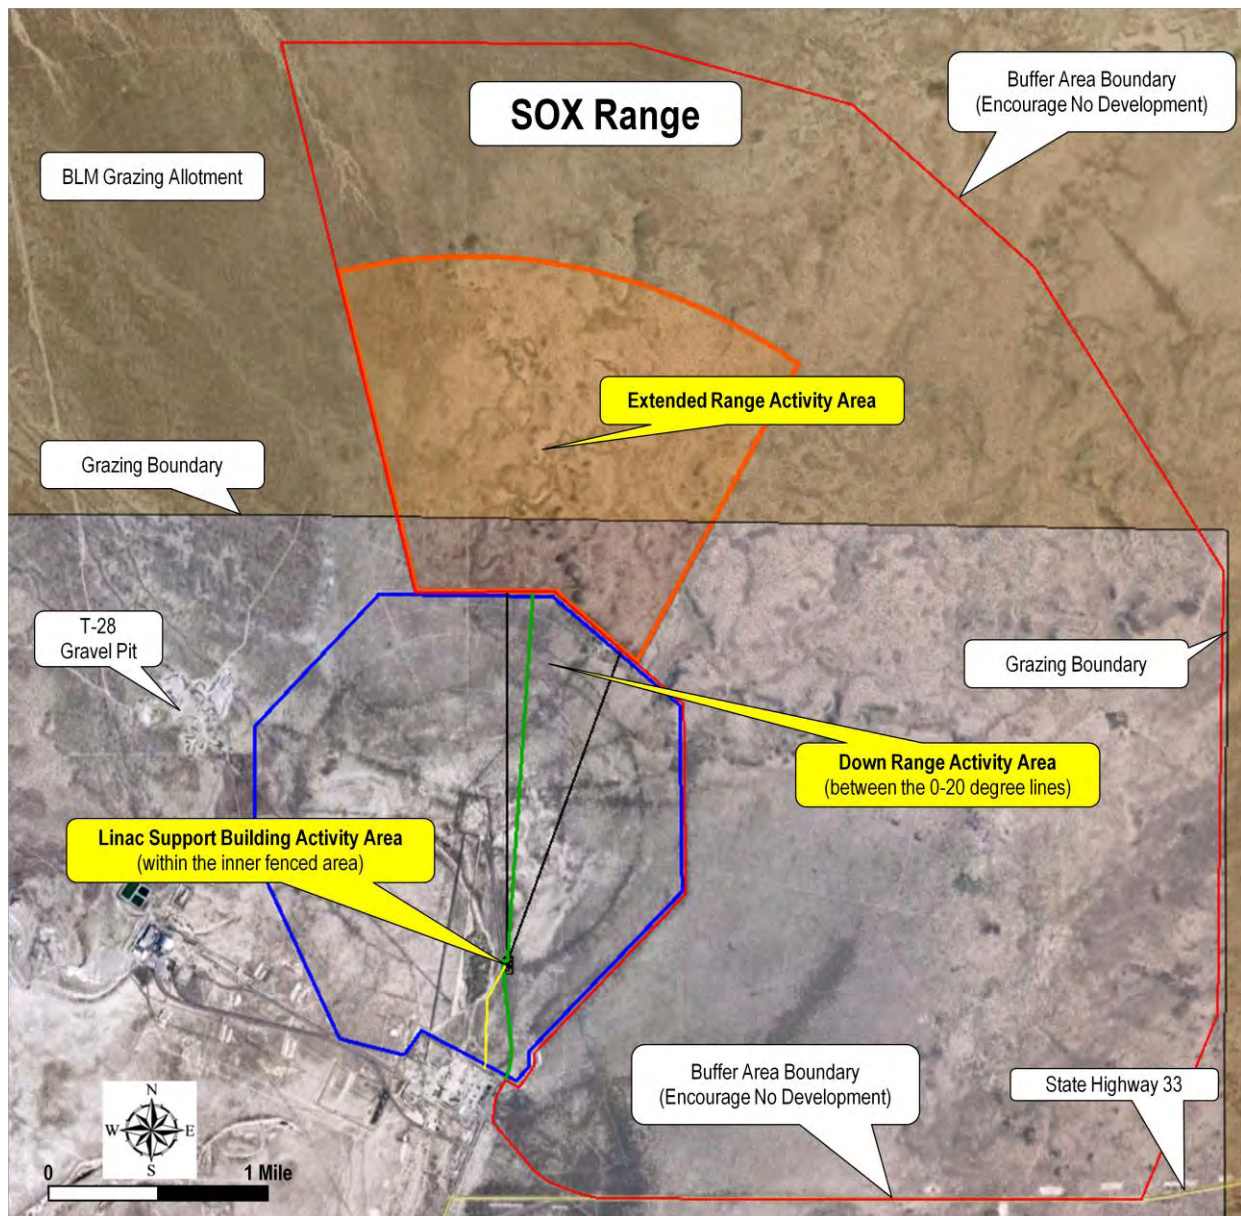 SOX Range
Buffer Area Boundary
(Encourage No Development)
BLM Grazing Allotment
Extended Range Activity Area
Grazing Boundary
T-28
Gravel Pit
Grazing Boundary
Down Range Activity Area
(between the 0-20 degree lines)
Linac Support Building Activity Area
(within the inner fenced area)
Buffer Area Boundary
(Encourage No Development)
State Highway 33
N
W E
S
0 1 Mile